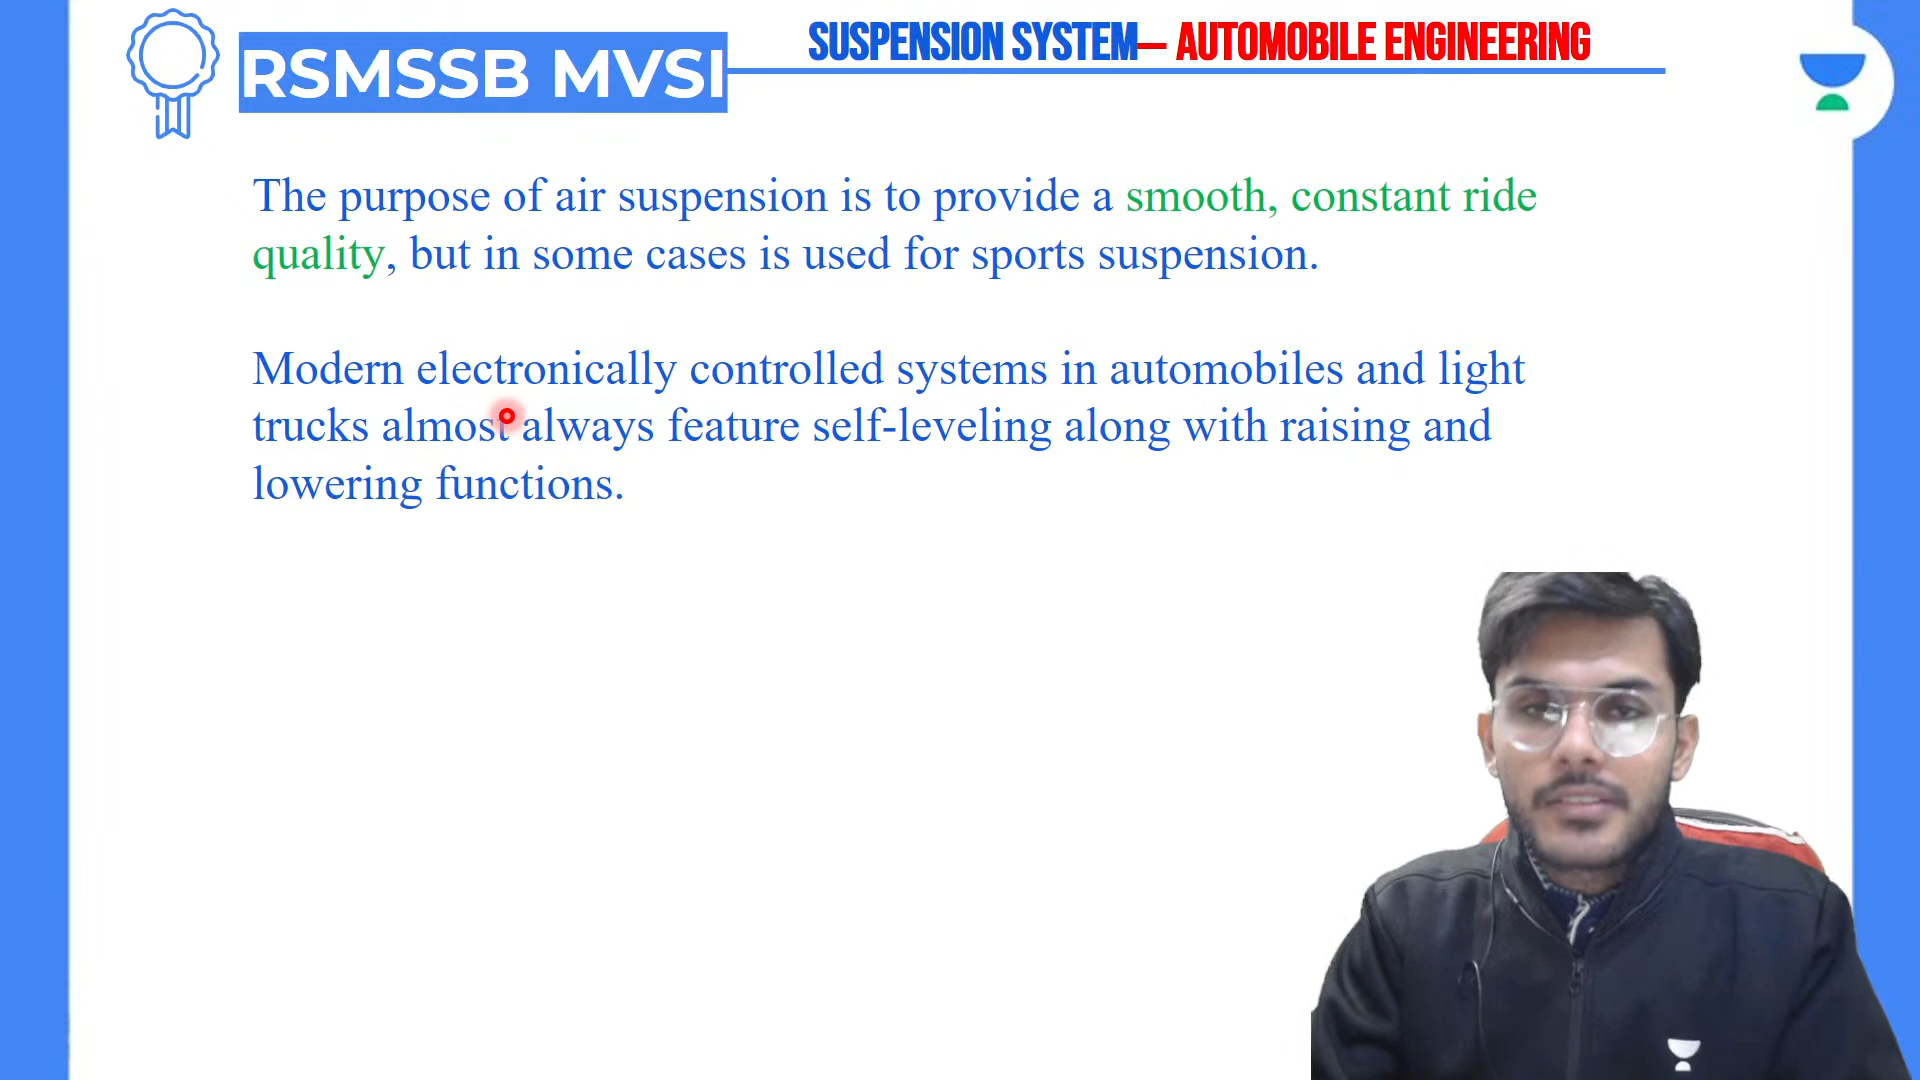 SUSPENSION SYSTEM— AUTOMOBILE ENGINEERING
RSMSSB MVSI
The purpose of air suspension is to provide a smooth, constant ride
quality, but in some cases is used for sports suspension.
Modern electronically controlled systems in automobiles and light
trucks almost always feature self-leveling along with raising and
lowering functions.